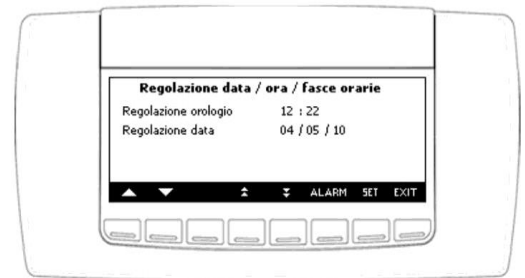 Regolazione data / ora / fasce orarie
Regolazione orologio 12 : 22
Regolazione data 04 / 05 / 10
ALARM SET EXIT